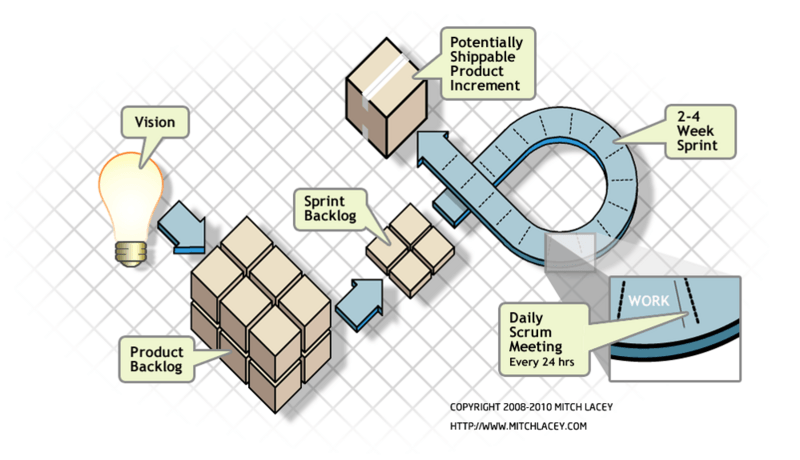 Potentially
Shippable
Product
Increment
2-4
Week
Sprint
Vision
Sprint
Backlog
WORK
Daily
Scrum
Meeting
Every 24 hrs
Product
Backlog
COPYRIGHT 2008-2010 MITCH LACEY
HTTP://WWW.MITCHLACEY.COM